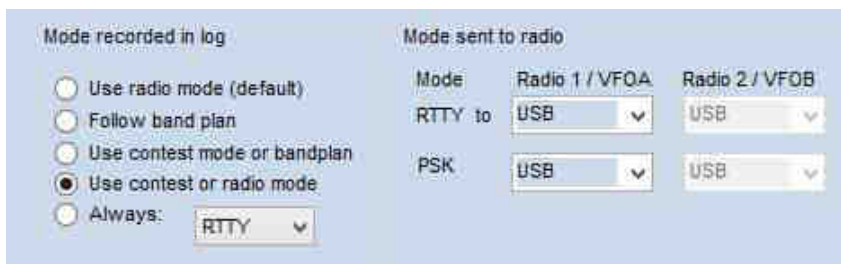 Mode recorded in log
Use radio mode (default)
Follow band plan
Use contest mode or bandplan
Use contest or radio mode
Always: RTTY
Mode sent to radio
Mode Radio 1 / VFOA Radio 2 / VFOB
RTTY to USB USB
PSK USB USB